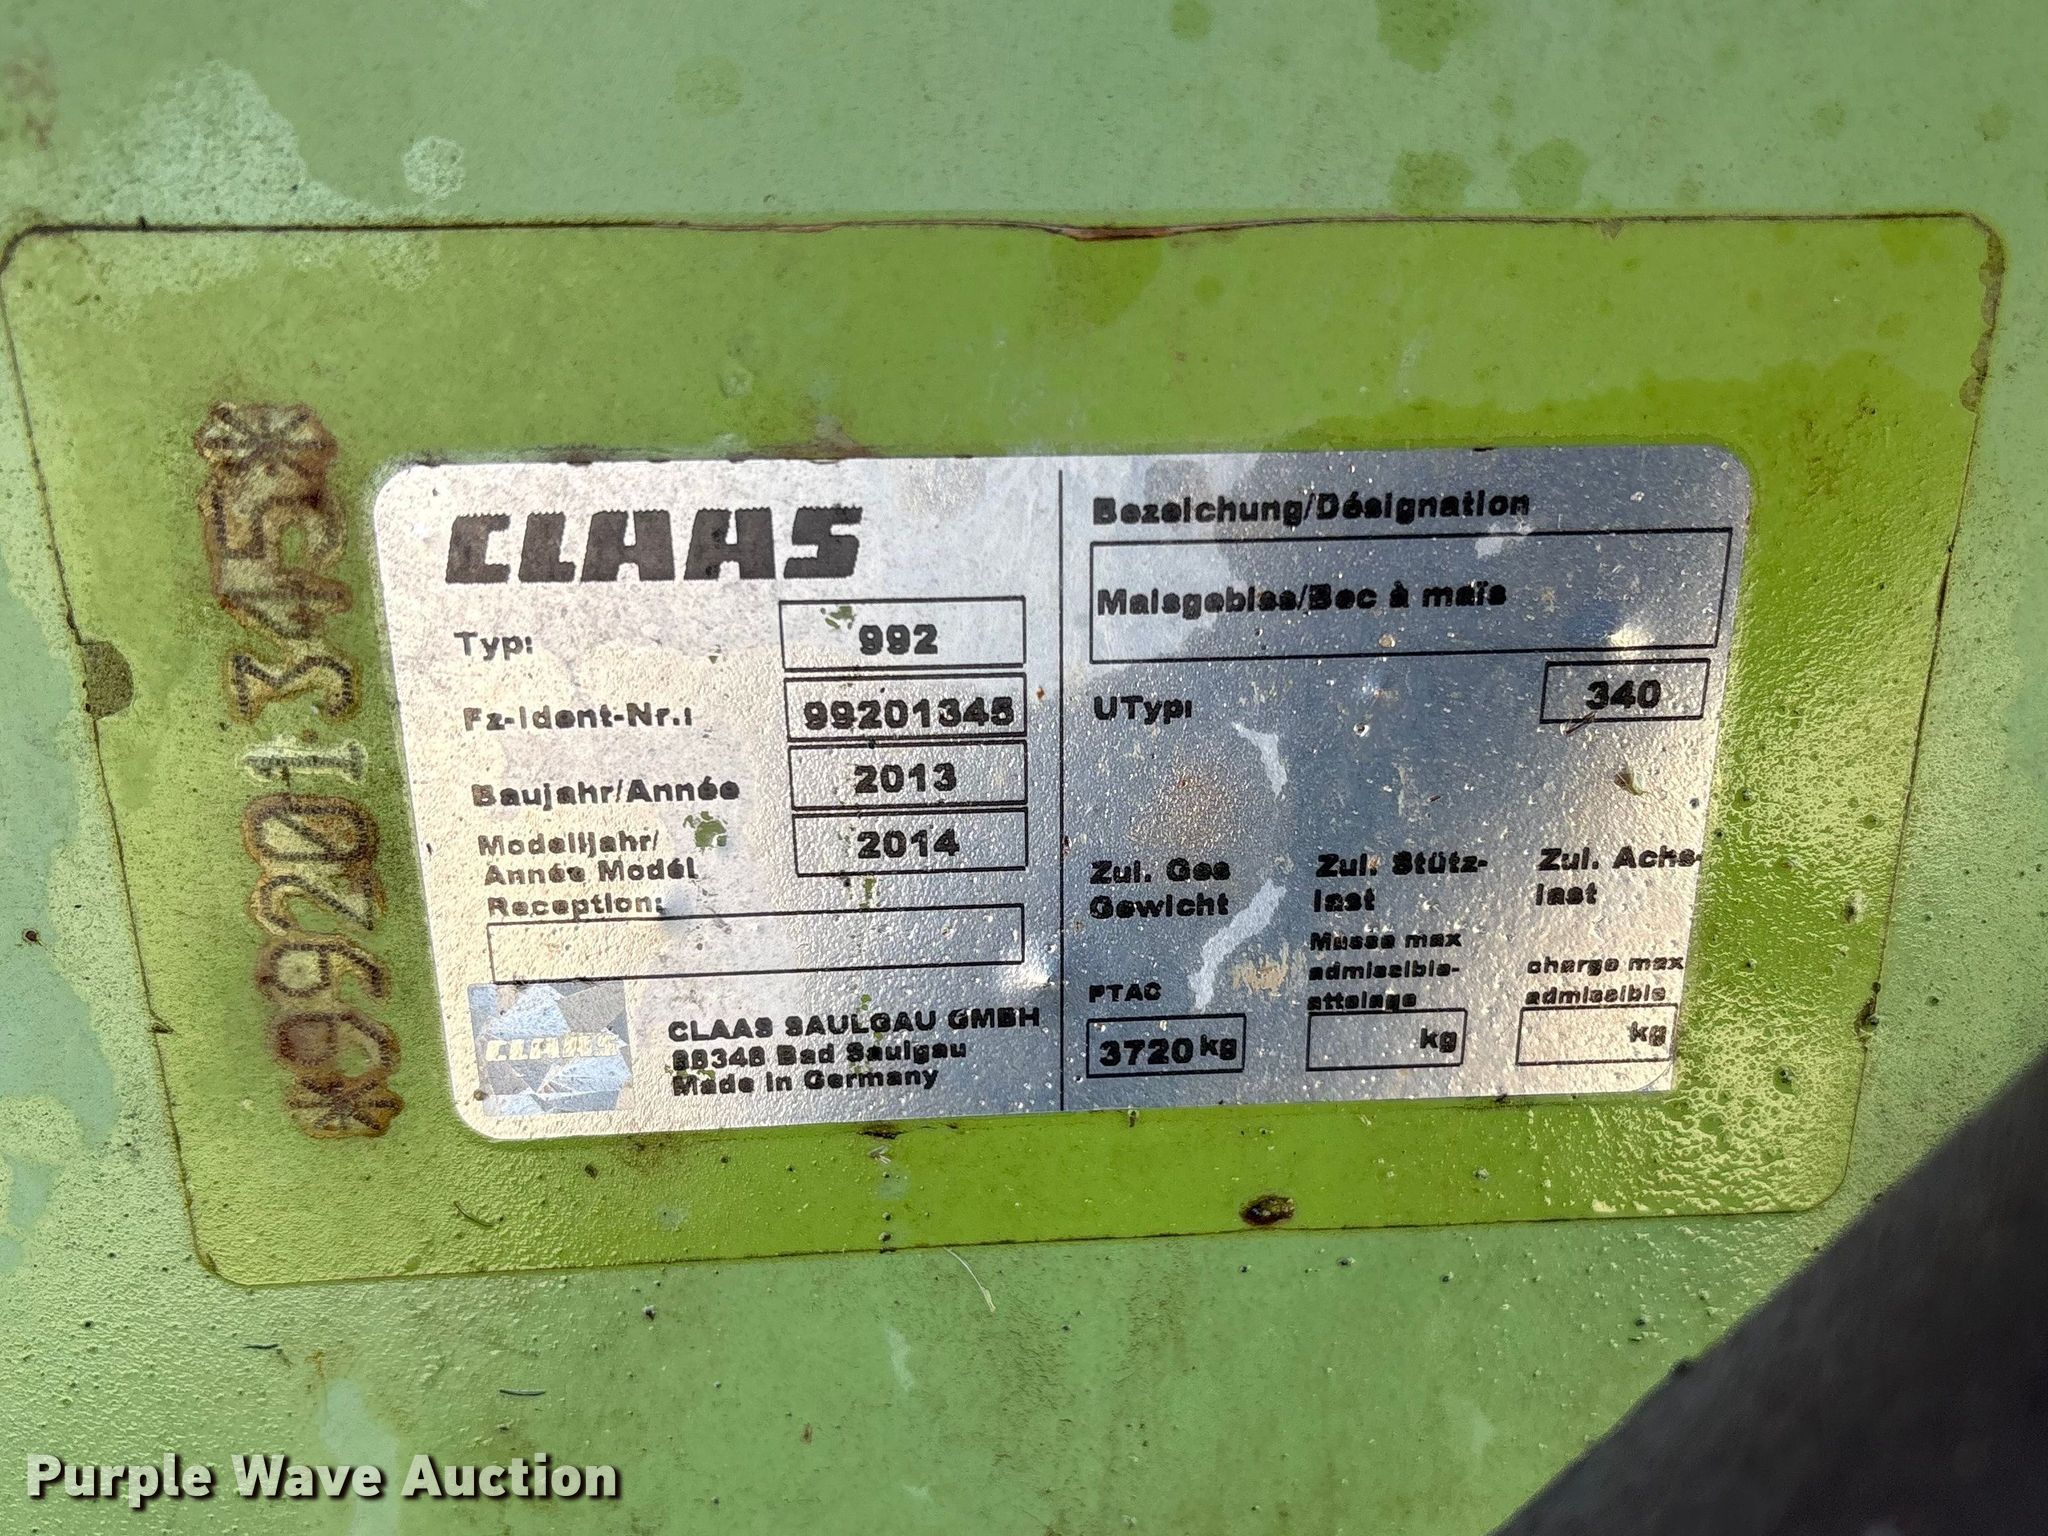 *99201345*
CLAAS
Typ: 992
Fz-Ident-Nr.: 99201345
Baujahr/Année 2013
Modelljahr/
Année Modél 2014
Reception:
CLAAS
CLAAS SAULGAU GMBH
88348 Bad Saulgau
Made in Germany
Bezeichung/Désignation
Maisgebiss/Bec à maïs
UTyp: 340
Zul. Ges
Gewicht
PTAC
3720 kg
Zul. Stütz-
last
Masse max
admissible-
attelage
kg
Zul. Achs-
last
charge max
admissible
kg
Purple Wave Auction